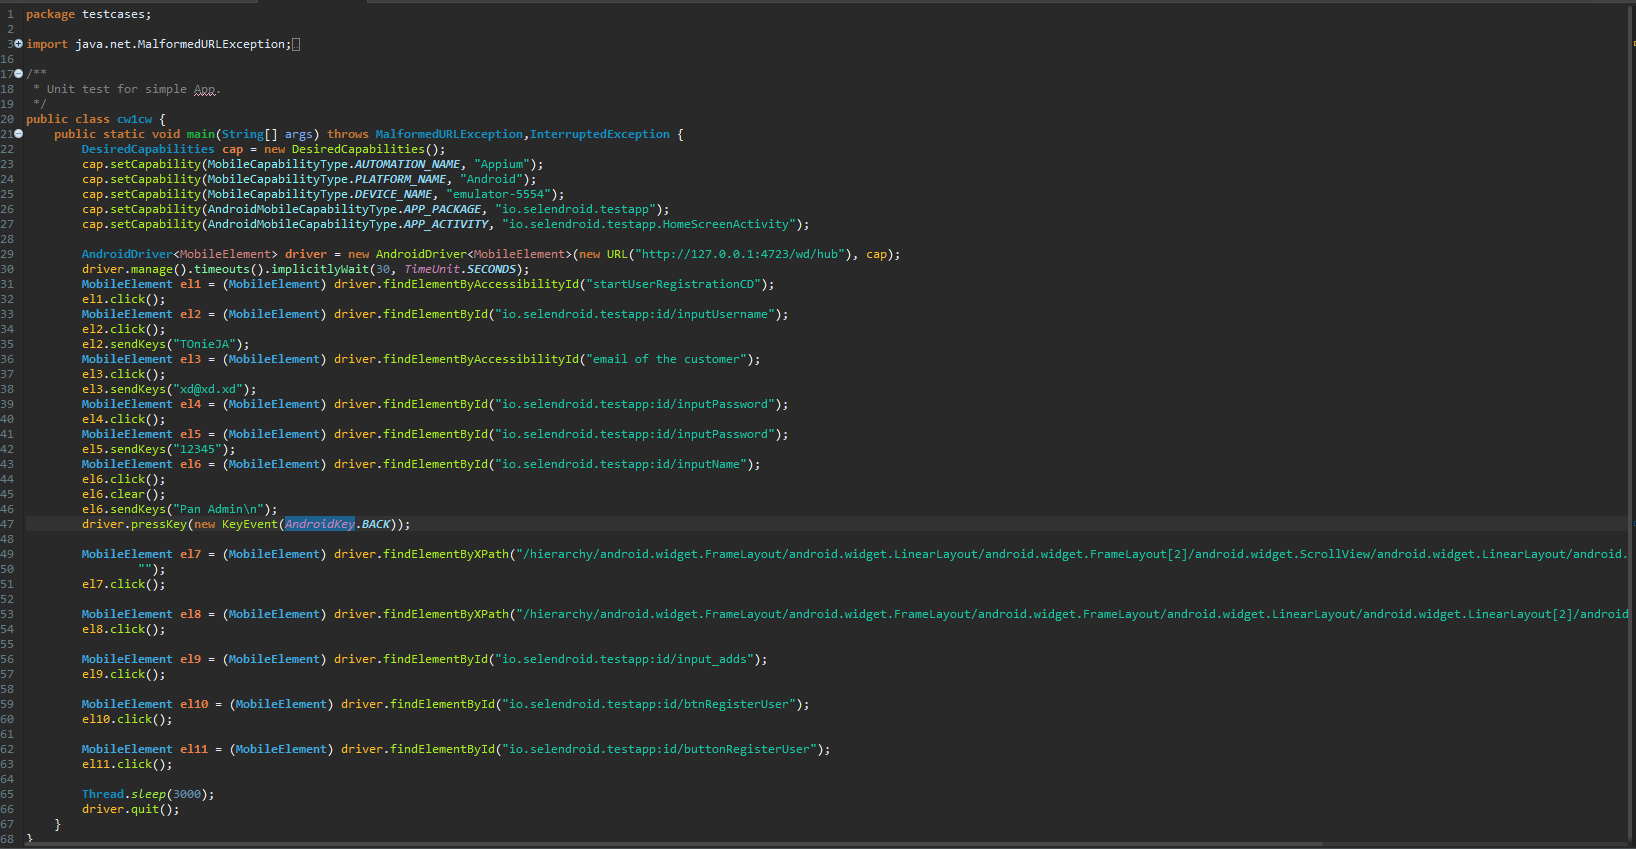 1 package testcases;
2
3 import java.net.MalformedURLException;
16
17 /**
18  * Unit test for simple App.
19  */
20 public class cw1cw {
21     public static void main(String[] args) throws MalformedURLException,InterruptedException {
22         DesiredCapabilities cap = new DesiredCapabilities();
23         cap.setCapability(MobileCapabilityType.AUTOMATION_NAME, "Appium");
24         cap.setCapability(MobileCapabilityType.PLATFORM_NAME, "Android");
25         cap.setCapability(MobileCapabilityType.DEVICE_NAME, "emulator-5554");
26         cap.setCapability(AndroidMobileCapabilityType.APP_PACKAGE, "io.selendroid.testapp");
27         cap.setCapability(AndroidMobileCapabilityType.APP_ACTIVITY, "io.selendroid.testapp.HomeScreenActivity");
28
29         AndroidDriver<MobileElement> driver = new AndroidDriver<MobileElement>(new URL("http://127.0.0.1:4723/wd/hub"), cap);
30         driver.manage().timeouts().implicitlyWait(30, TimeUnit.SECONDS);
31         MobileElement el1 = (MobileElement) driver.findElementByAccessibilityId("startUserRegistrationCD");
32         el1.click();
33         MobileElement el2 = (MobileElement) driver.findElementById("io.selendroid.testapp:id/inputUsername");
34         el2.click();
35         el2.sendKeys("TOnieJA");
36         MobileElement el3 = (MobileElement) driver.findElementByAccessibilityId("email of the customer");
37         el3.click();
38         el3.sendKeys("xd@xd.xd");
39         MobileElement el4 = (MobileElement) driver.findElementById("io.selendroid.testapp:id/inputPassword");
40         el4.click();
41         MobileElement el5 = (MobileElement) driver.findElementById("io.selendroid.testapp:id/inputPassword");
42         el5.sendKeys("12345");
43         MobileElement el6 = (MobileElement) driver.findElementById("io.selendroid.testapp:id/inputName");
44         el6.click();
45         el6.clear();
46         el6.sendKeys("Pan Admin\n");
47         driver.pressKey(new KeyEvent(AndroidKey.BACK));
48
49         MobileElement el7 = (MobileElement) driver.findElementByXPath("/hierarchy/android.widget.FrameLayout/android.widget.LinearLayout/android.widget.FrameLayout[2]/android.widget.ScrollView/android.widget.LinearLayout/android.
50                 "");
51         el7.click();
52
53         MobileElement el8 = (MobileElement) driver.findElementByXPath("/hierarchy/android.widget.FrameLayout/android.widget.FrameLayout/android.widget.FrameLayout/android.widget.LinearLayout/android.widget.LinearLayout[2]/android
54         el8.click();
55
56         MobileElement el9 = (MobileElement) driver.findElementById("io.selendroid.testapp:id/input_adds");
57         el9.click();
58
59         MobileElement el10 = (MobileElement) driver.findElementById("io.selendroid.testapp:id/btnRegisterUser");
60         el10.click();
61
62         MobileElement el11 = (MobileElement) driver.findElementById("io.selendroid.testapp:id/buttonRegisterUser");
63         el11.click();
64
65         Thread.sleep(3000);
66         driver.quit();
67     }
68 }